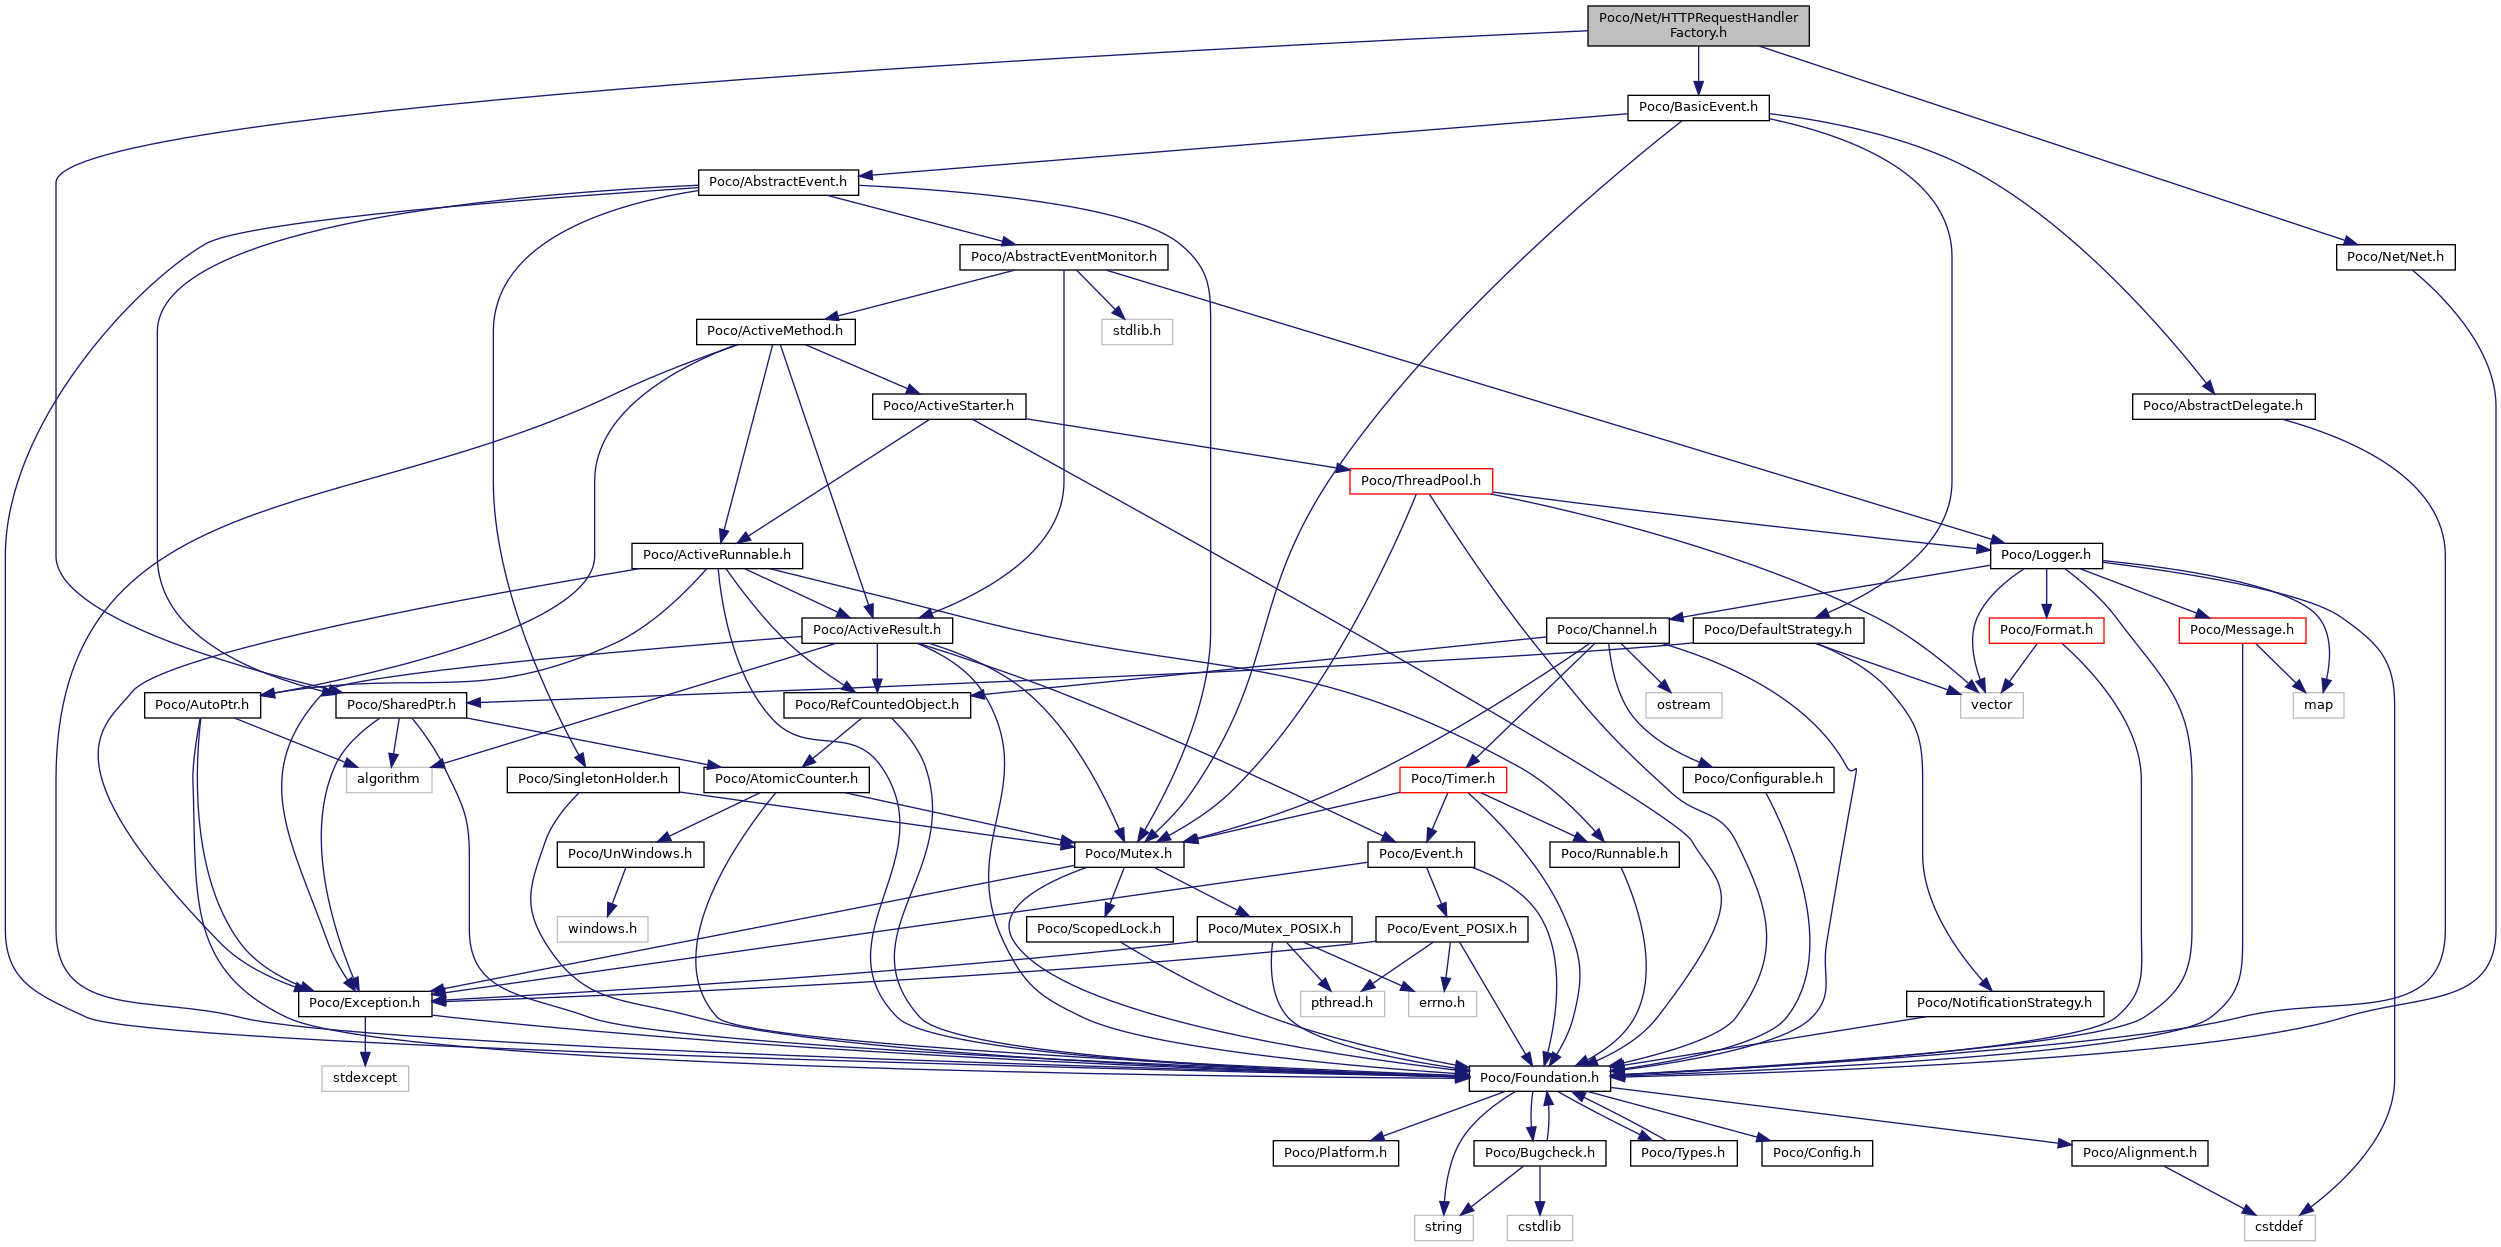 Poco/Net/HTTPRequestHandler
Factory.h
Poco/BasicEvent.h
Poco/AbstractEvent.h
Poco/AbstractEventMonitor.h
Poco/Net/Net.h
Poco/ActiveMethod.h
stdlib.h
Poco/ActiveStarter.h
Poco/AbstractDelegate.h
Poco/ThreadPool.h
Poco/ActiveRunnable.h
Poco/Logger.h
Poco/ActiveResult.h
Poco/Channel.h
Poco/DefaultStrategy.h
Poco/Format.h
Poco/Message.h
Poco/AutoPtr.h
Poco/SharedPtr.h
Poco/RefCountedObject.h
ostream
vector
map
algorithm
Poco/SingletonHolder.h
Poco/AtomicCounter.h
Poco/Timer.h
Poco/Configurable.h
Poco/UnWindows.h
Poco/Mutex.h
Poco/Event.h
Poco/Runnable.h
windows.h
Poco/ScopedLock.h
Poco/Mutex_POSIX.h
Poco/Event_POSIX.h
Poco/Exception.h
pthread.h
errno.h
Poco/NotificationStrategy.h
stdexcept
Poco/Foundation.h
Poco/Platform.h
Poco/Bugcheck.h
Poco/Types.h
Poco/Config.h
Poco/Alignment.h
string
cstdlib
cstddef